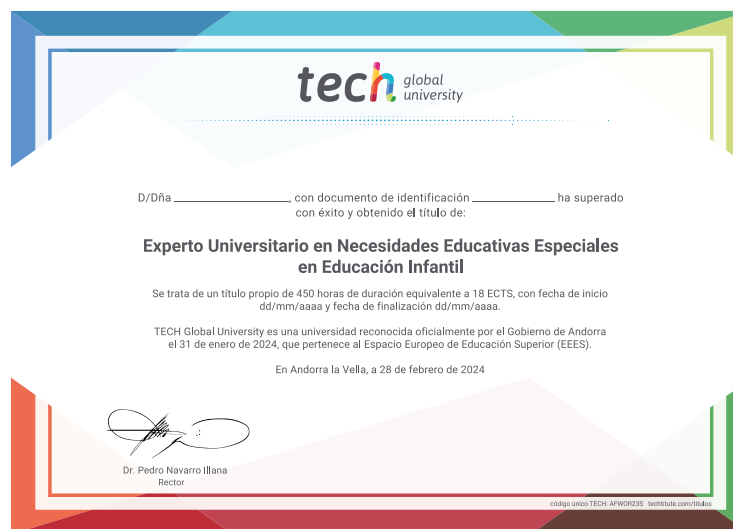 tech global university
D/Dña ____________________, con documento de identificación ______________ ha superado
con éxito y obtenido el título de:
Experto Universitario en Necesidades Educativas Especiales
en Educación Infantil
Se trata de un título propio de 450 horas de duración equivalente a 18 ECTS, con fecha de inicio
dd/mm/aaaa y fecha de finalización dd/mm/aaaa.
TECH Global University es una universidad reconocida oficialmente por el Gobierno de Andorra
el 31 de enero de 2024, que pertenece al Espacio Europeo de Educación Superior (EEES).
En Andorra la Vella, a 28 de febrero de 2024
Dr. Pedro Navarro Illana
Rector
código único TECH: AFWOR23S techtitute.com/titulos